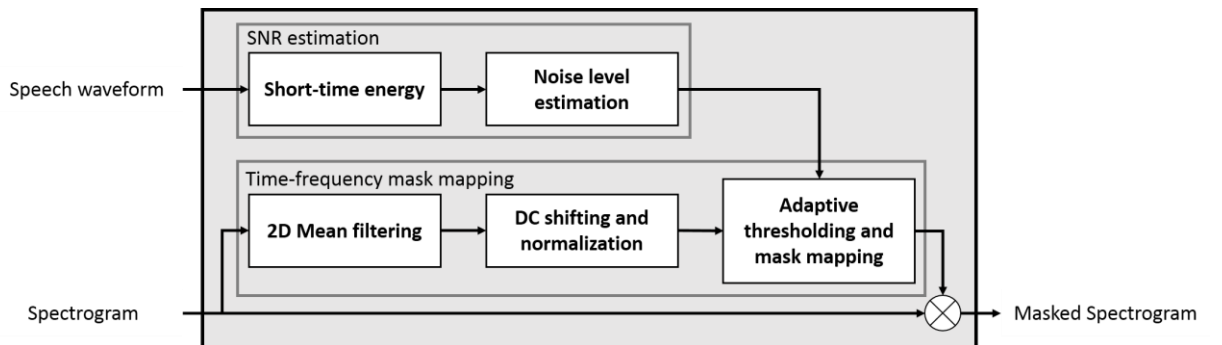 SNR estimation
Speech waveform
Short-time energy
Noise level
estimation
Time-frequency mask mapping
2D Mean filtering
DC shifting and
normalization
Adaptive
thresholding and
mask mapping
Spectrogram
Masked Spectrogram